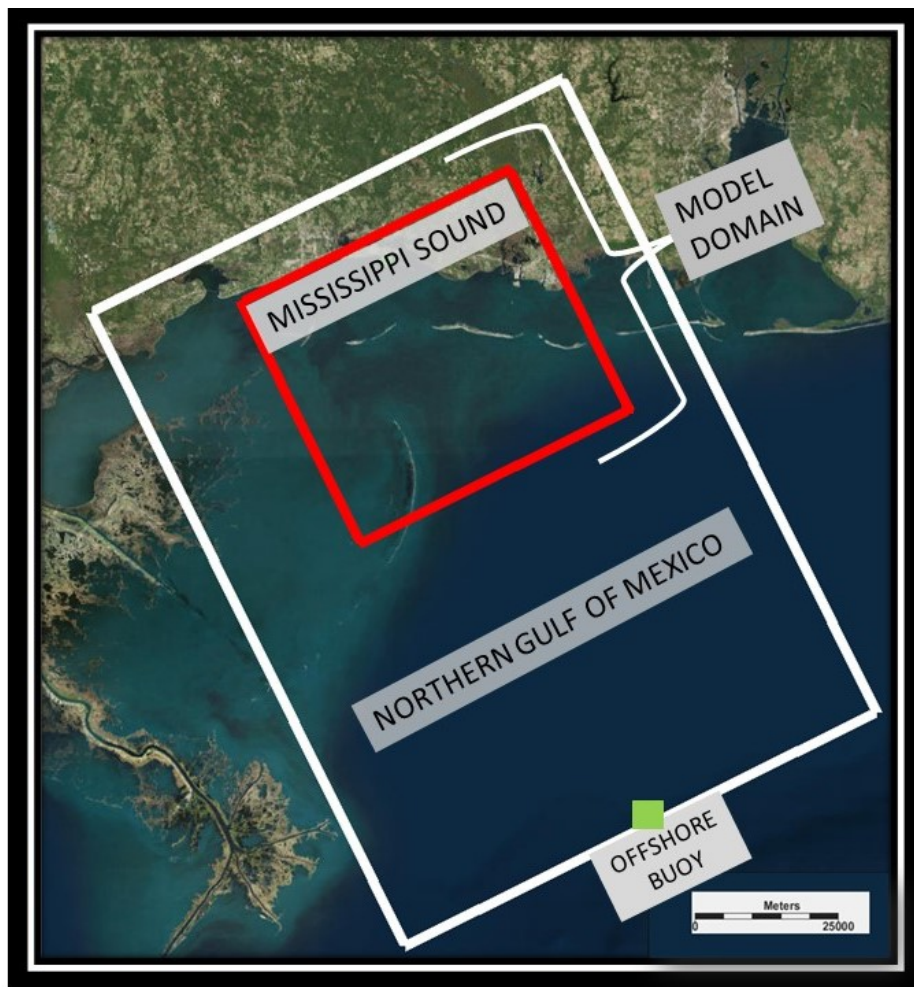 MODEL
DOMAIN
MISSISSIPPI SOUND
NORTHERN GULF OF MEXICO
OFFSHORE
BUOY
Meters
0 25000